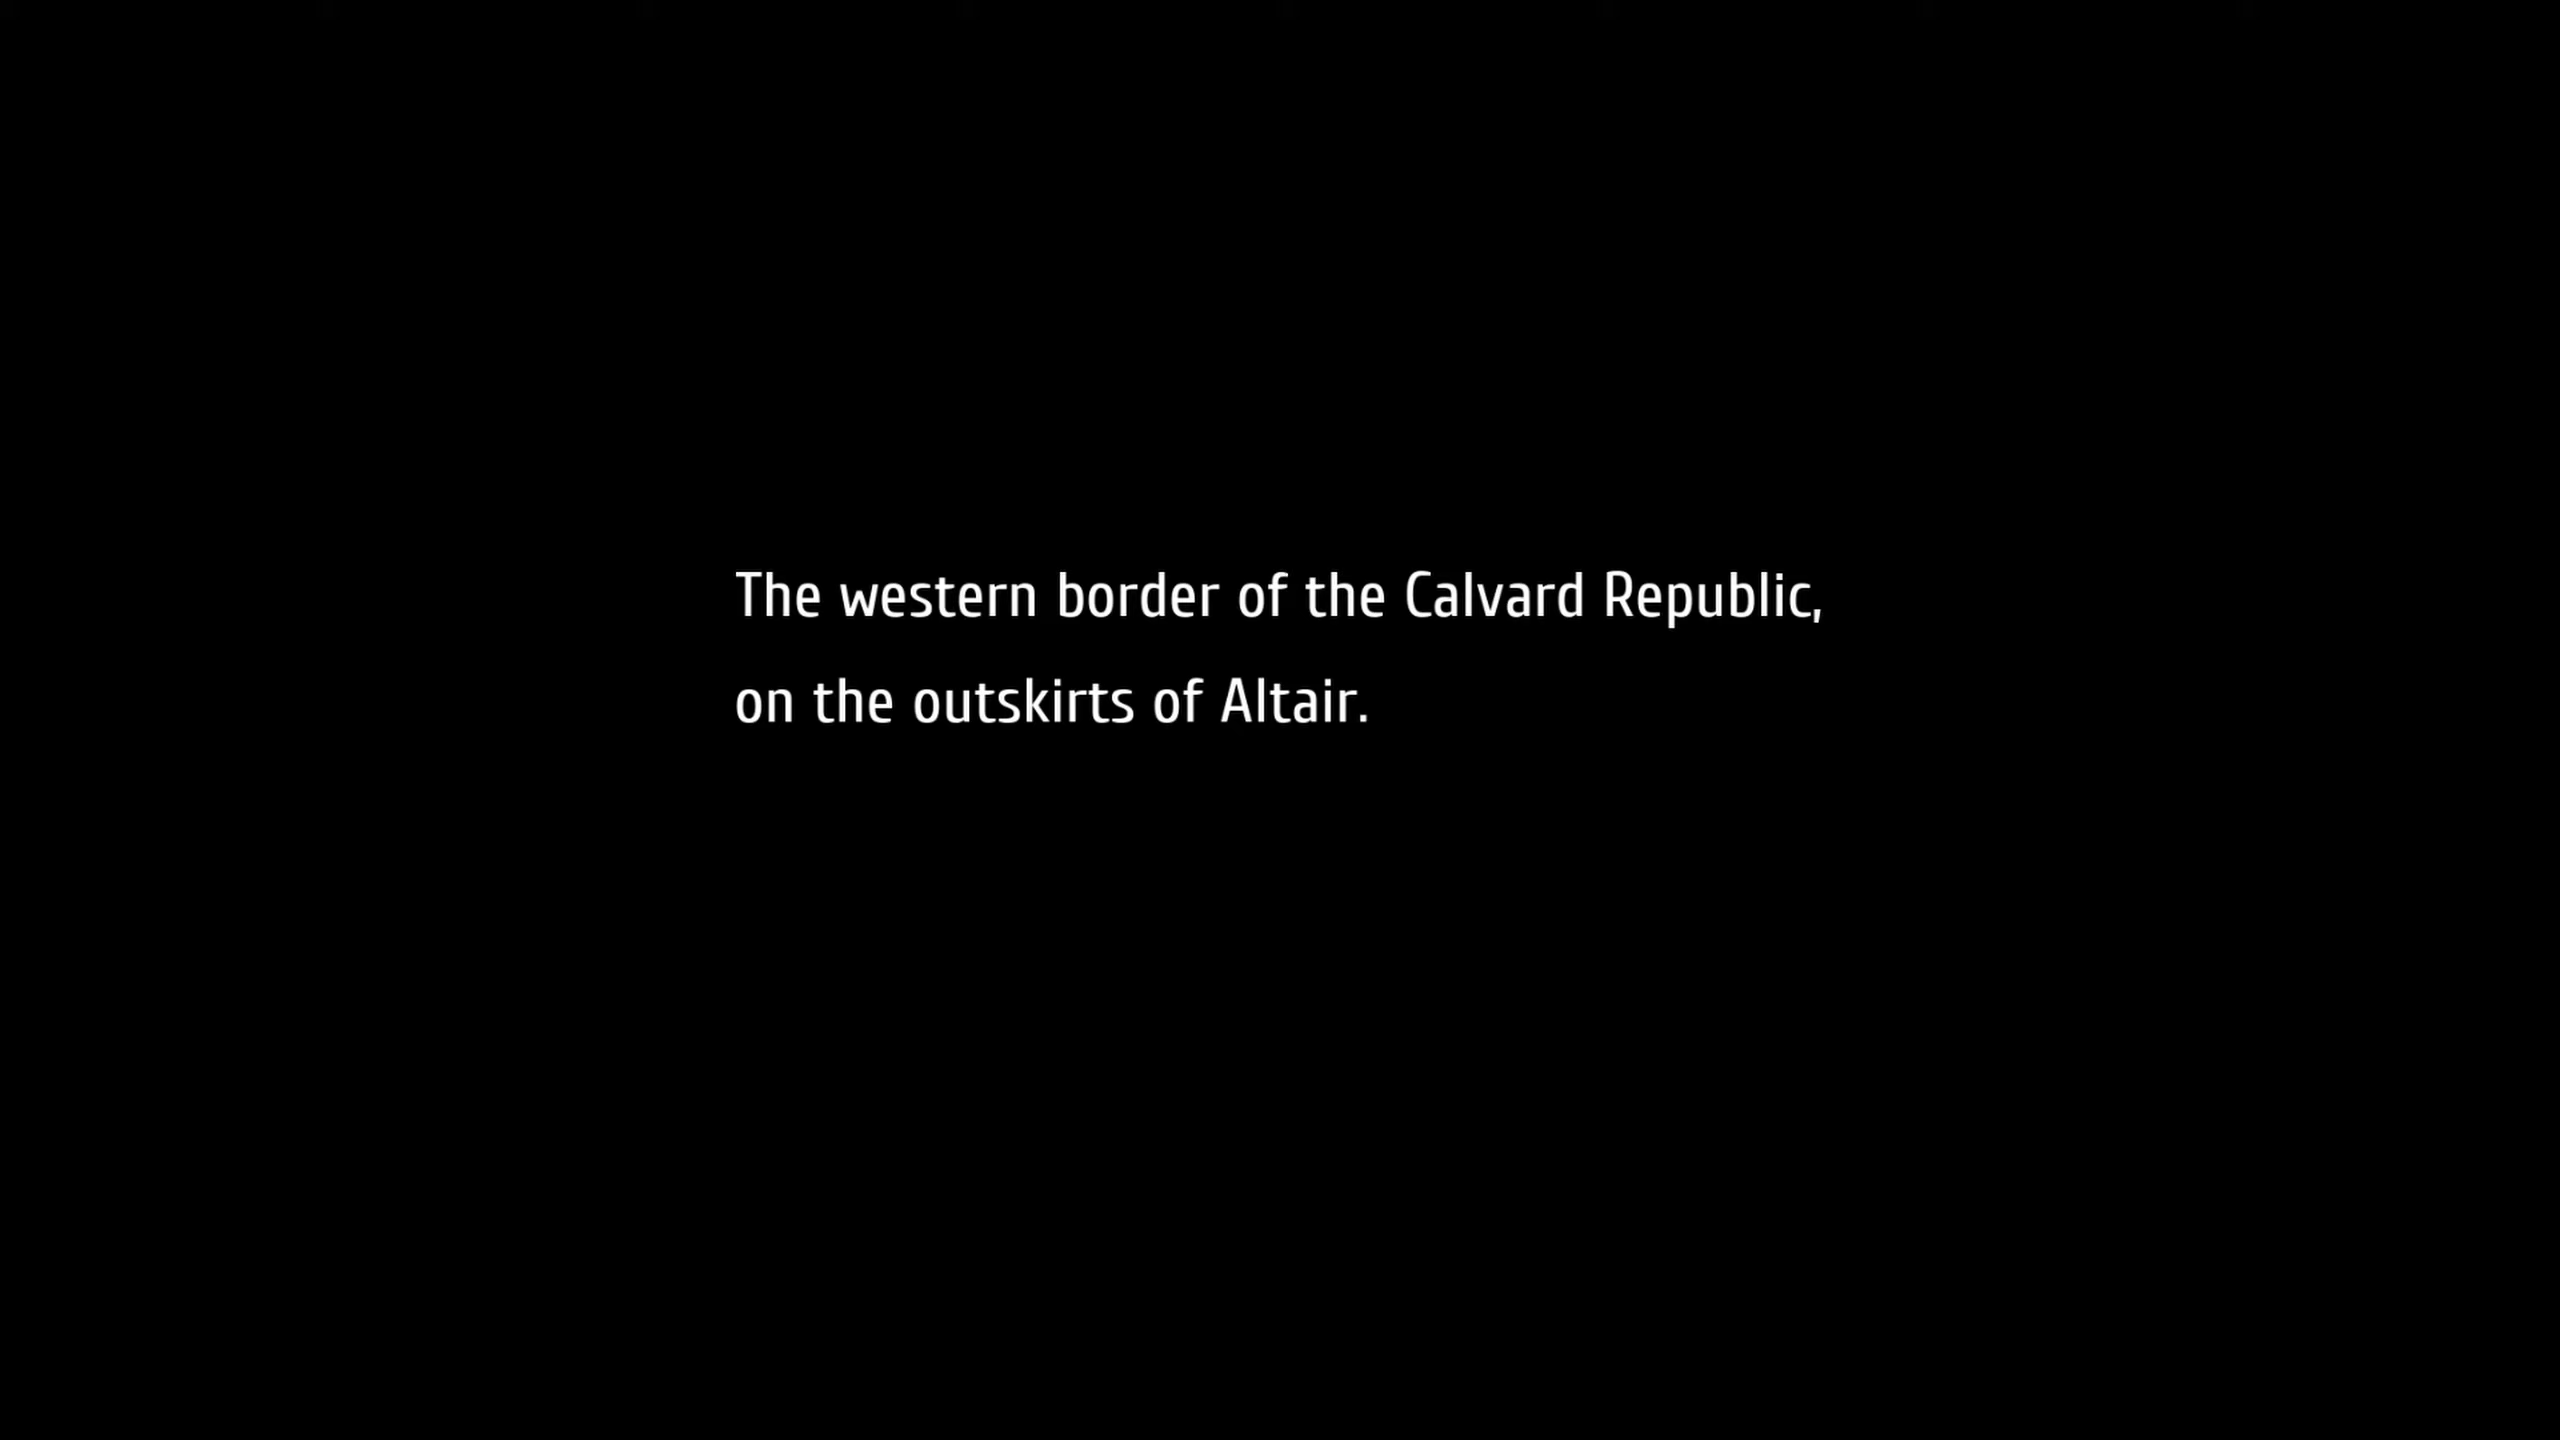 The western border of the Calvard Republic,
on the outskirts of Altair.